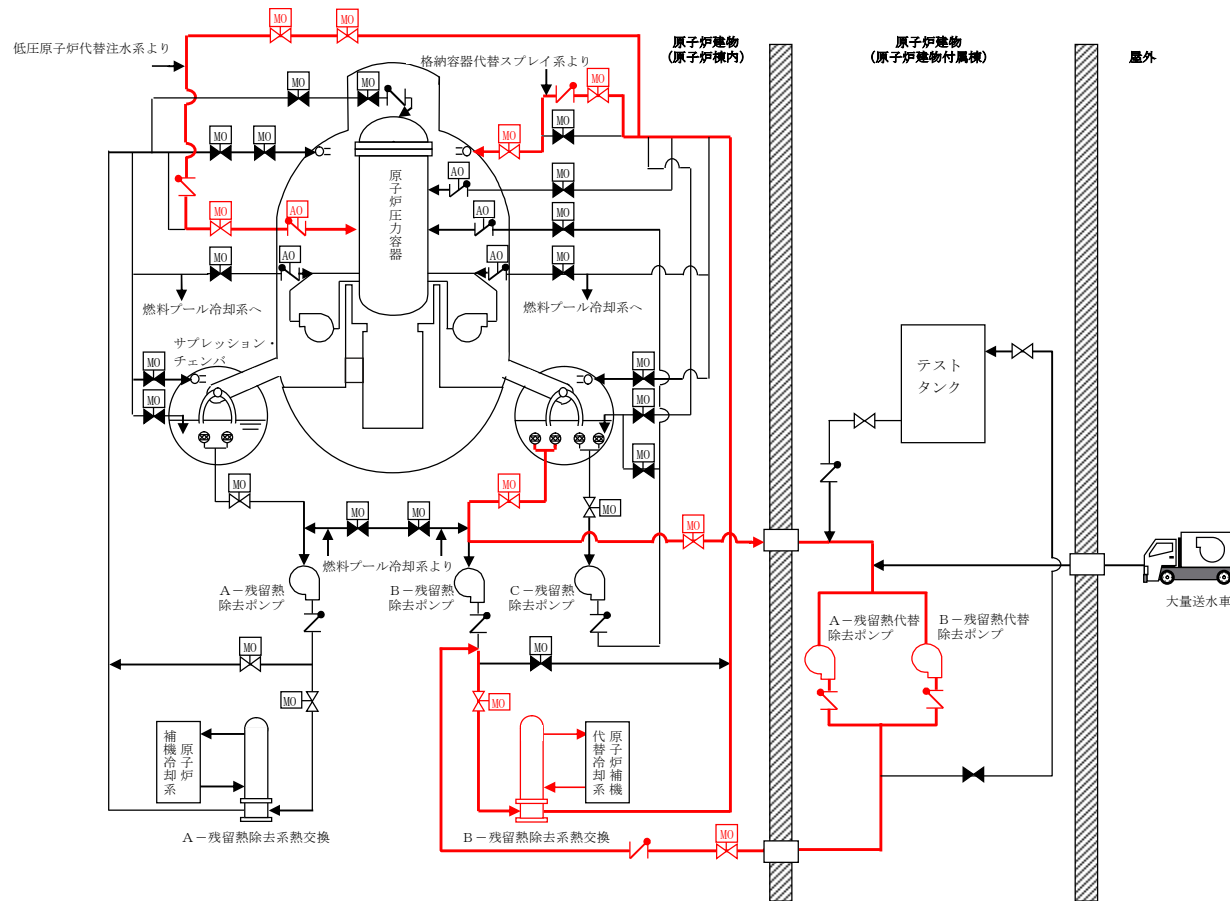 MO
MO
原子炉建物
(原子炉棟内)
原子炉建物
(原子炉建物付属棟)
屋外
低圧原子炉代替注水系より
格納容器代替スプレイ系より
MO
MO
MO
MO
MO
MO
MO
AO
MO
原子炉圧力容器
MO
AO
AO
MO
MO
AO
AO
MO
燃料プール冷却系へ
燃料プール冷却系へ
サプレッション・
チェンバ
MO
MO
MO
MO
MO
テスト
タンク
MO
MO
MO
MO
MO
MO
燃料プール冷却系より
A-残留熱
除去ポンプ
B-残留熱
除去ポンプ
C-残留熱
除去ポンプ
大量送水車
A-残留熱代替
除去ポンプ
B-残留熱代替
除去ポンプ
MO
MO
MO
MO
原子炉
補機冷却系
原子炉補機
代替冷却系
A-残留熱除去系熱交換
B-残留熱除去系熱交換
MO